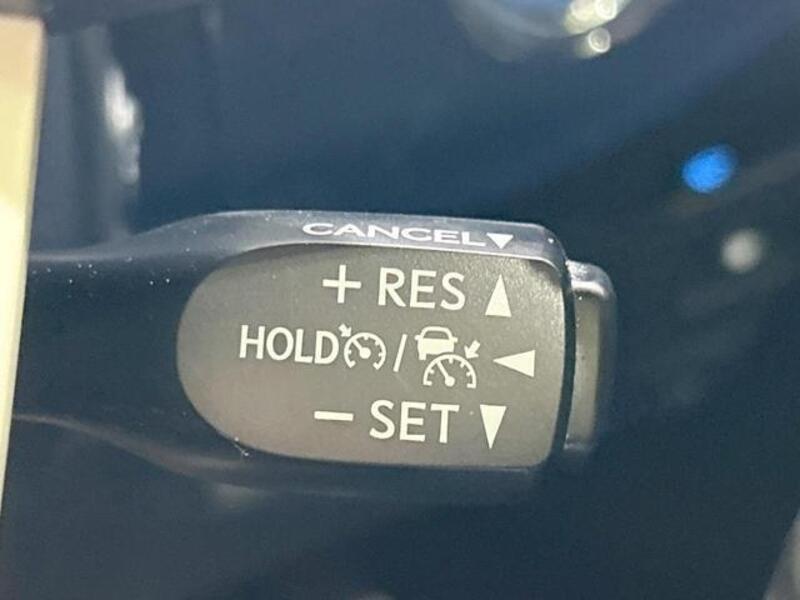 CANCEL▼
+ RES ▲
HOLD / ◀
− SET ▼